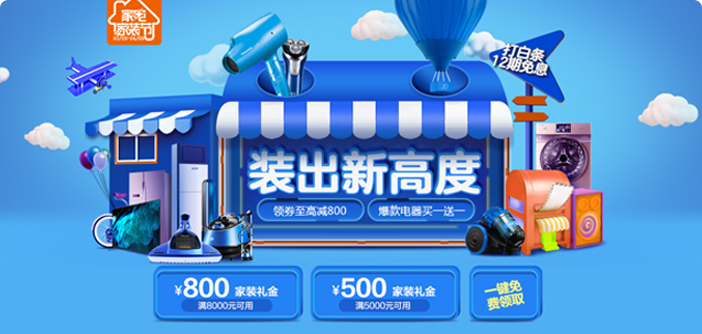 家电
家装节
打白条
12期免息
装出新高度
领券至高减800
爆款电器买一送一
¥800 家装礼金
满8000元可用
¥500 家装礼金
满5000元可用
一键免
费领取